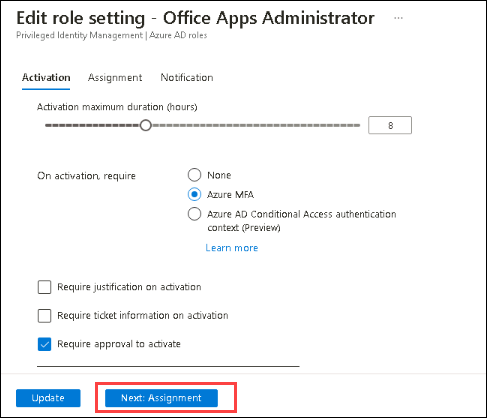 Edit role setting - Office Apps Administrator ...
Privileged Identity Management | Azure AD roles
Activation Assignment Notification
Activation maximum duration (hours)
8
On activation, require
None
Azure MFA
Azure AD Conditional Access authentication
context (Preview)
Learn more
Require justification on activation
Require ticket information on activation
Require approval to activate
Update Next: Assignment